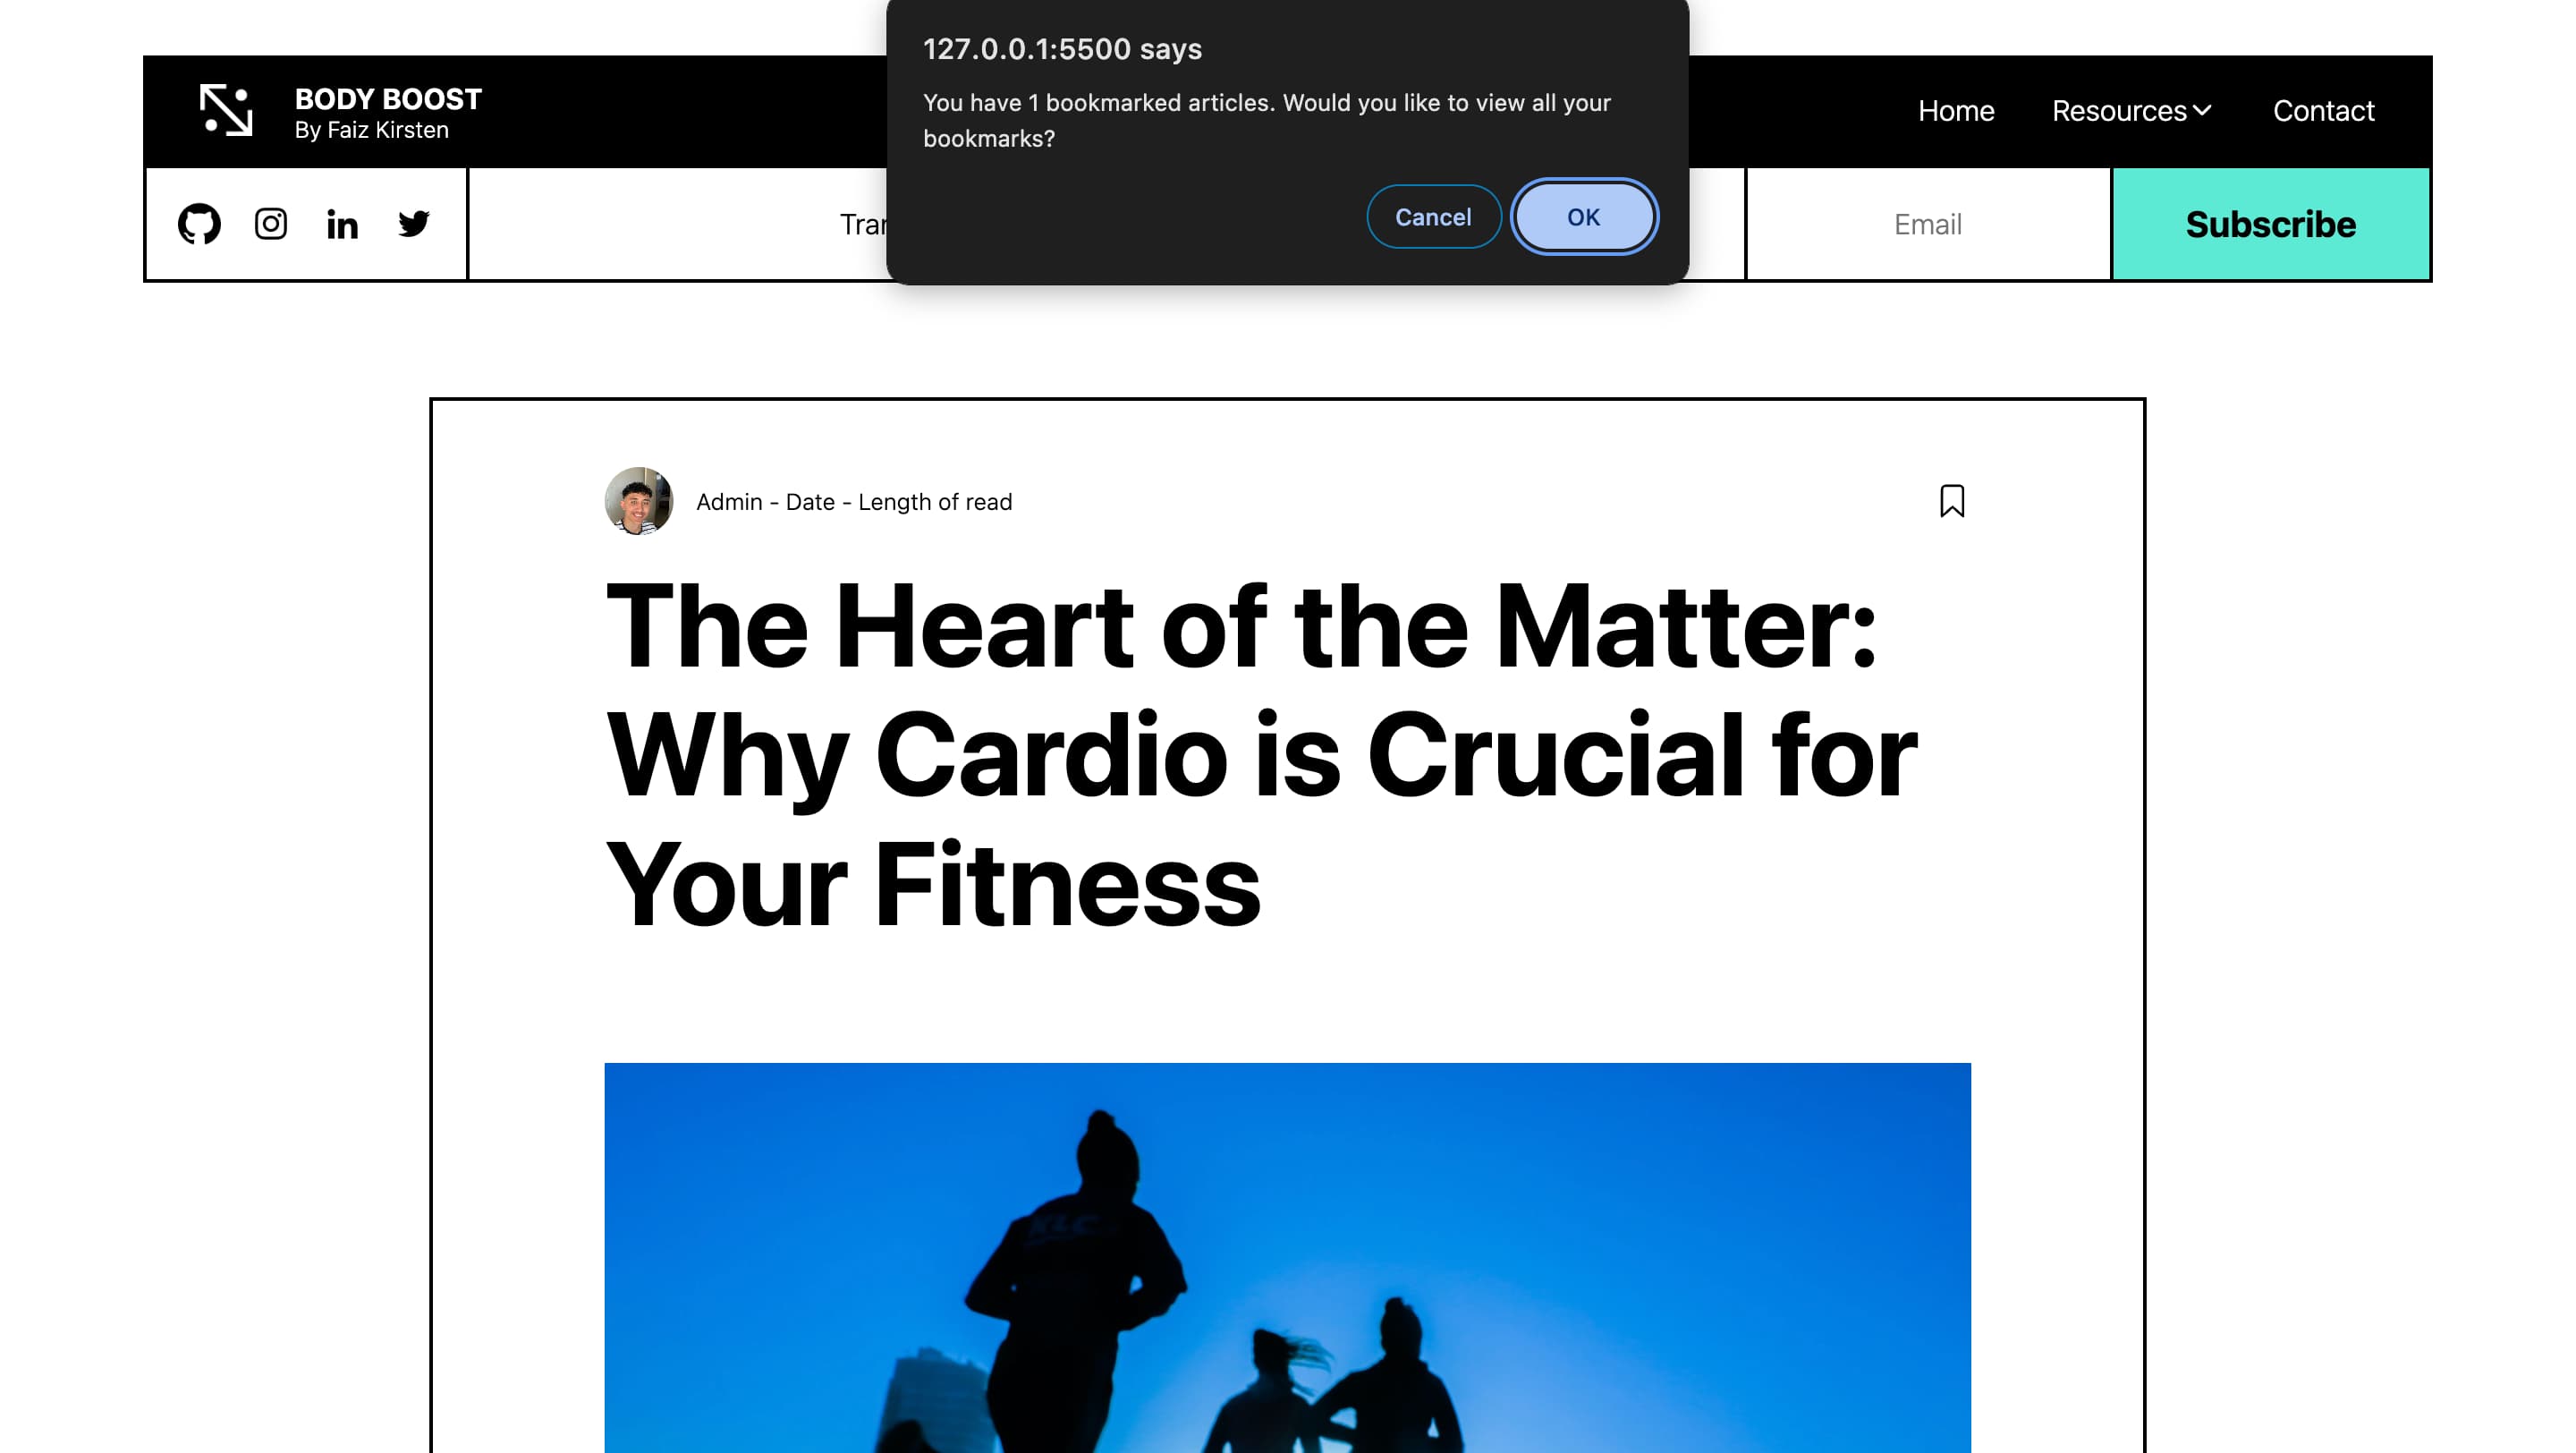 127.0.0.1:5500 says
You have 1 bookmarked articles. Would you like to view all your
bookmarks?
Cancel
OK
BODY BOOST
By Faiz Kirsten
Home
Resources
Contact
Email
Subscribe
Admin - Date - Length of read
The Heart of the Matter:
Why Cardio is Crucial for
Your Fitness